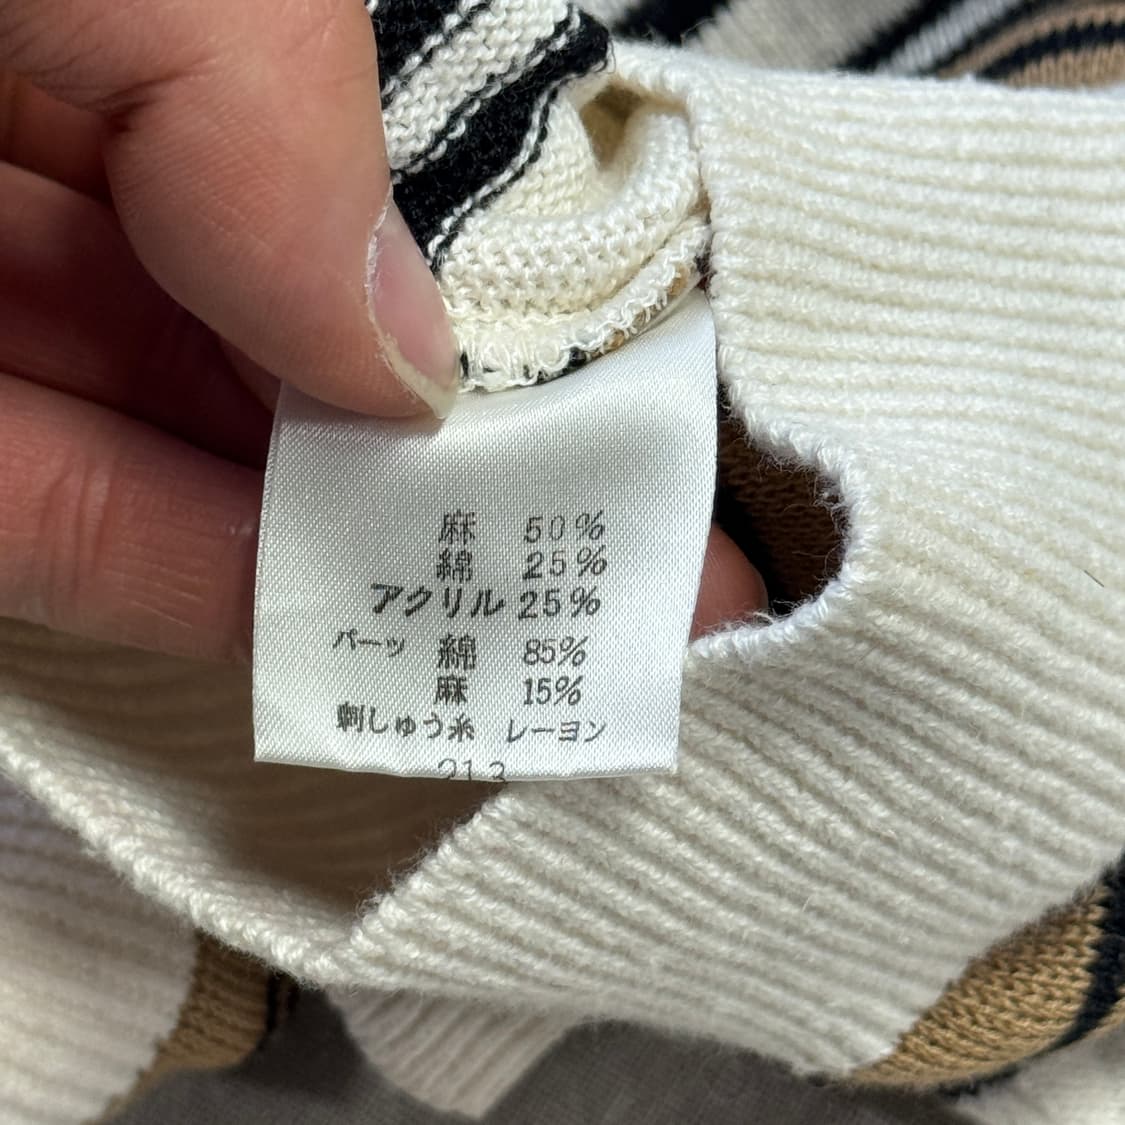 麻 50%
綿 25%
アクリル 25%
パーツ 綿 85%
麻 15%
刺しゅう糸 レーヨン
213